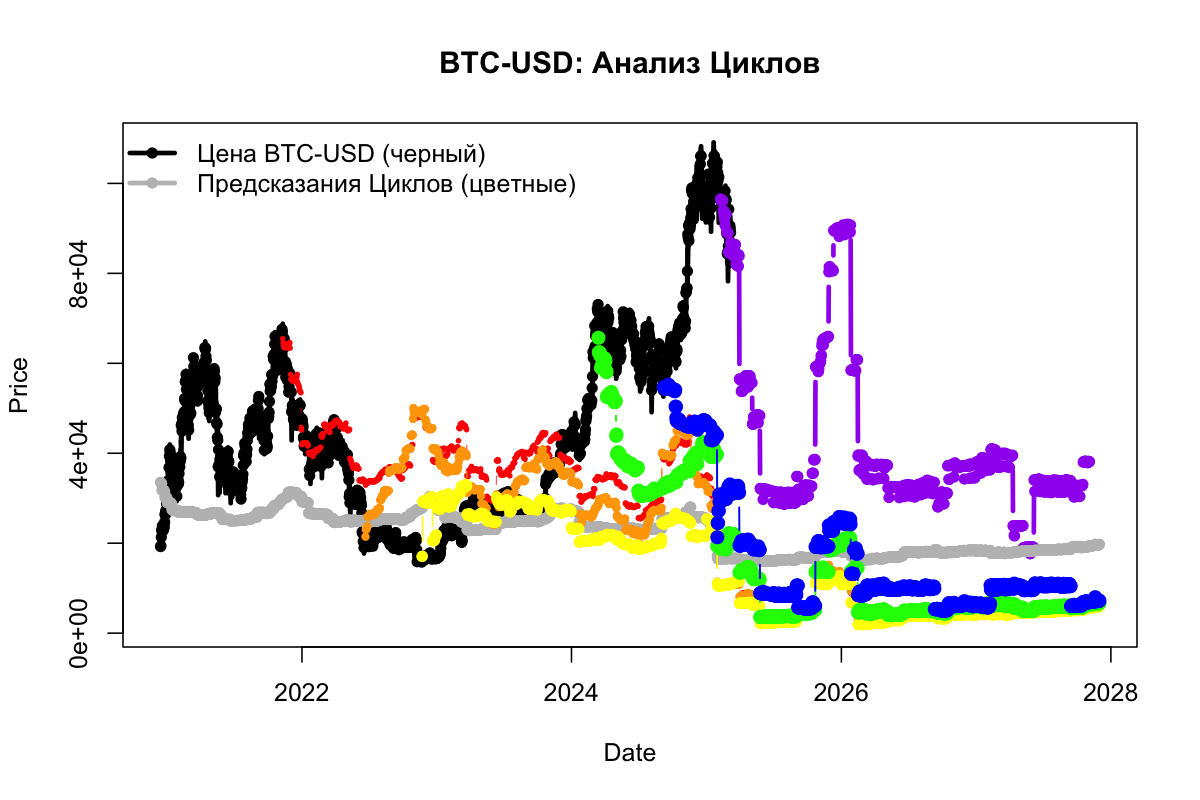 BTC-USD: Анализ Циклов
Цена BTC-USD (черный)
Предсказания Циклов (цветные)
Price
8e+04
4e+04
0e+00
2022
2024
2026
2028
Date